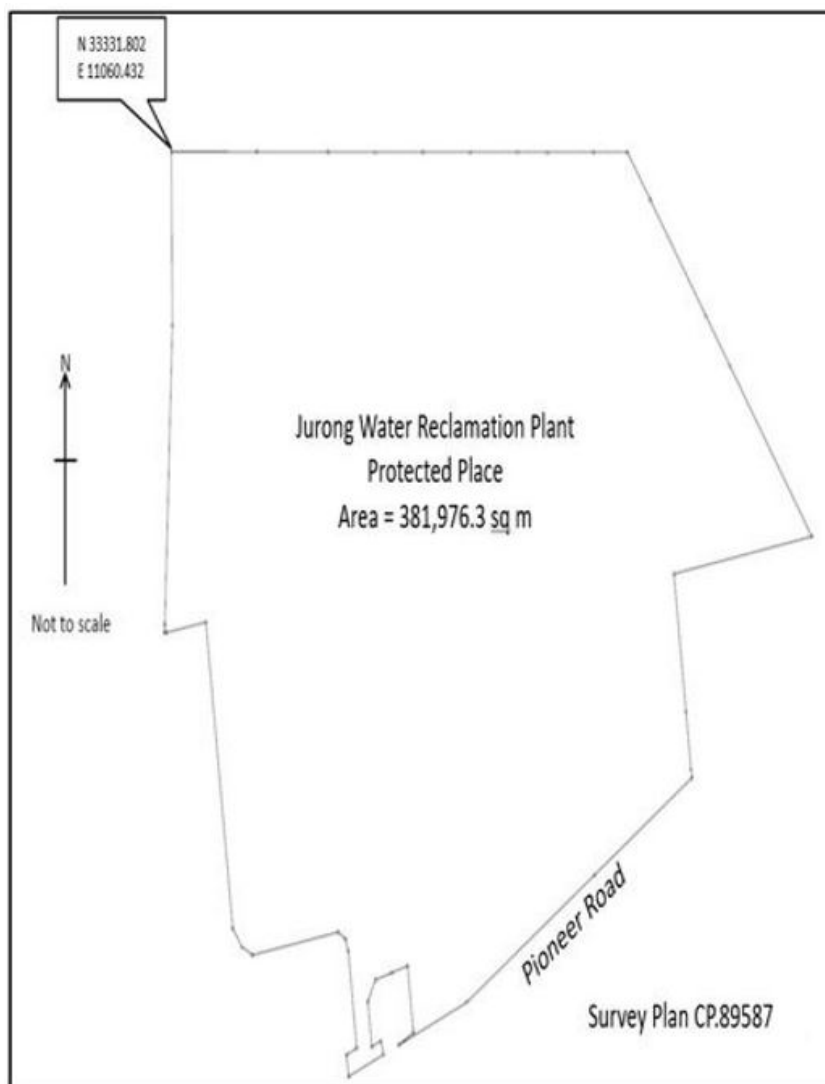 N 33331.802
E 11060.432
N
Jurong Water Reclamation Plant
Protected Place
Area = 381,976.3 sq m
Not to scale
Pioneer Road
Survey Plan CP.89587